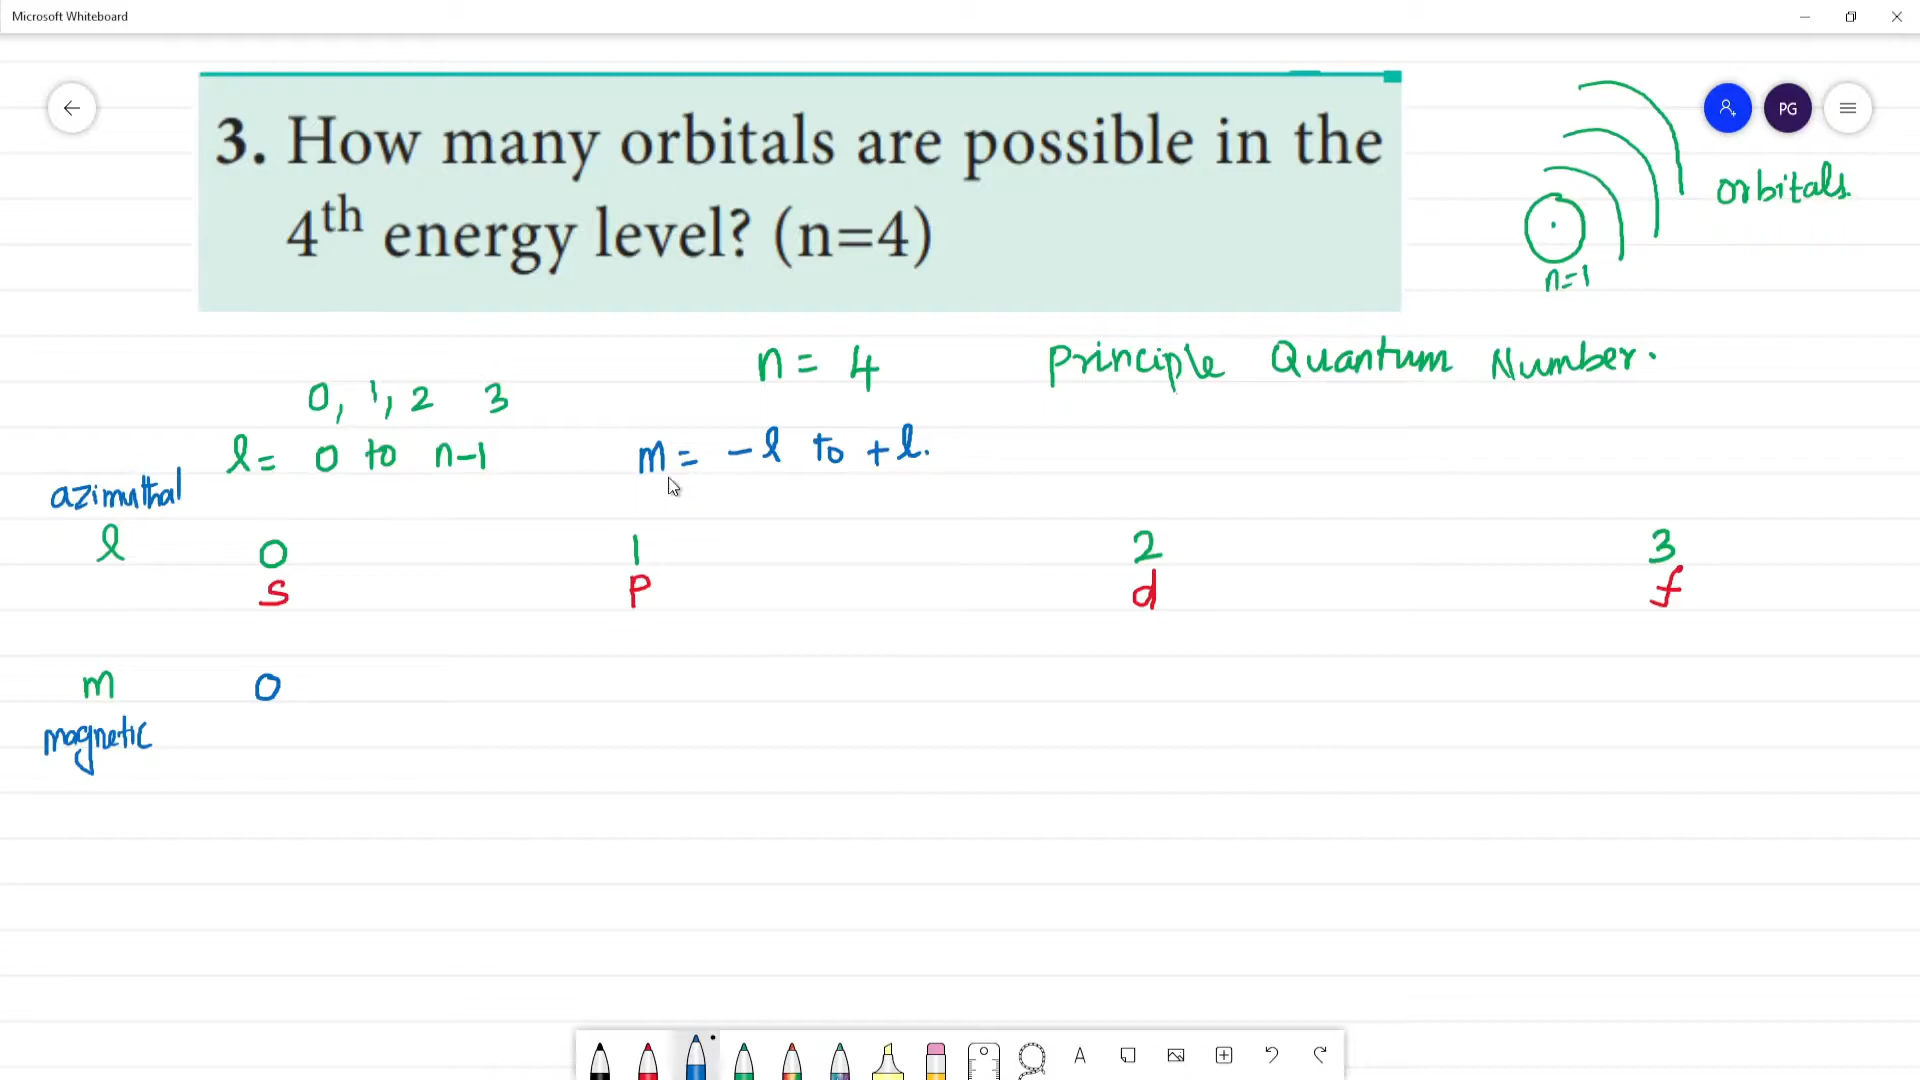 Microsoft Whiteboard
3. How many orbitals are possible in the
4th energy level? (n=4)
PG
orbitals.
n=1
n = 4 Principle Quantum Number.
0, 1, 2 3
l = 0 to n-1 m = -l to +l.
azimuthal
l 0 1 2 3
s p d f
m 0
magnetic
A